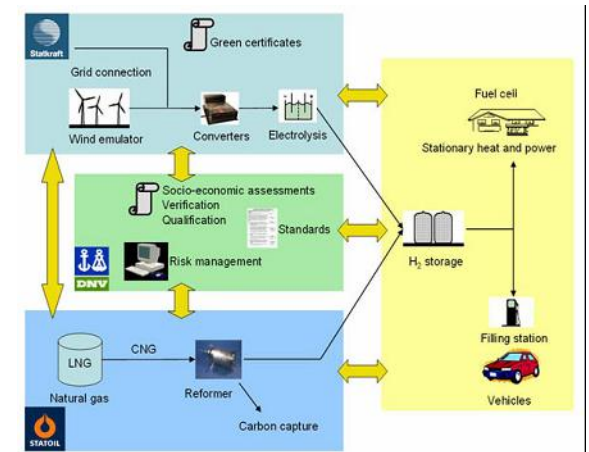 Statkraft
Green certificates
Grid connection
Wind emulator
Converters
Electrolysis
Fuel cell
Stationary heat and power
Socio-economic assessments
Verification
Qualification
Standards
Risk management
DNV
H₂ storage
Filling station
Vehicles
LNG
CNG
Natural gas
Reformer
Carbon capture
STATOIL